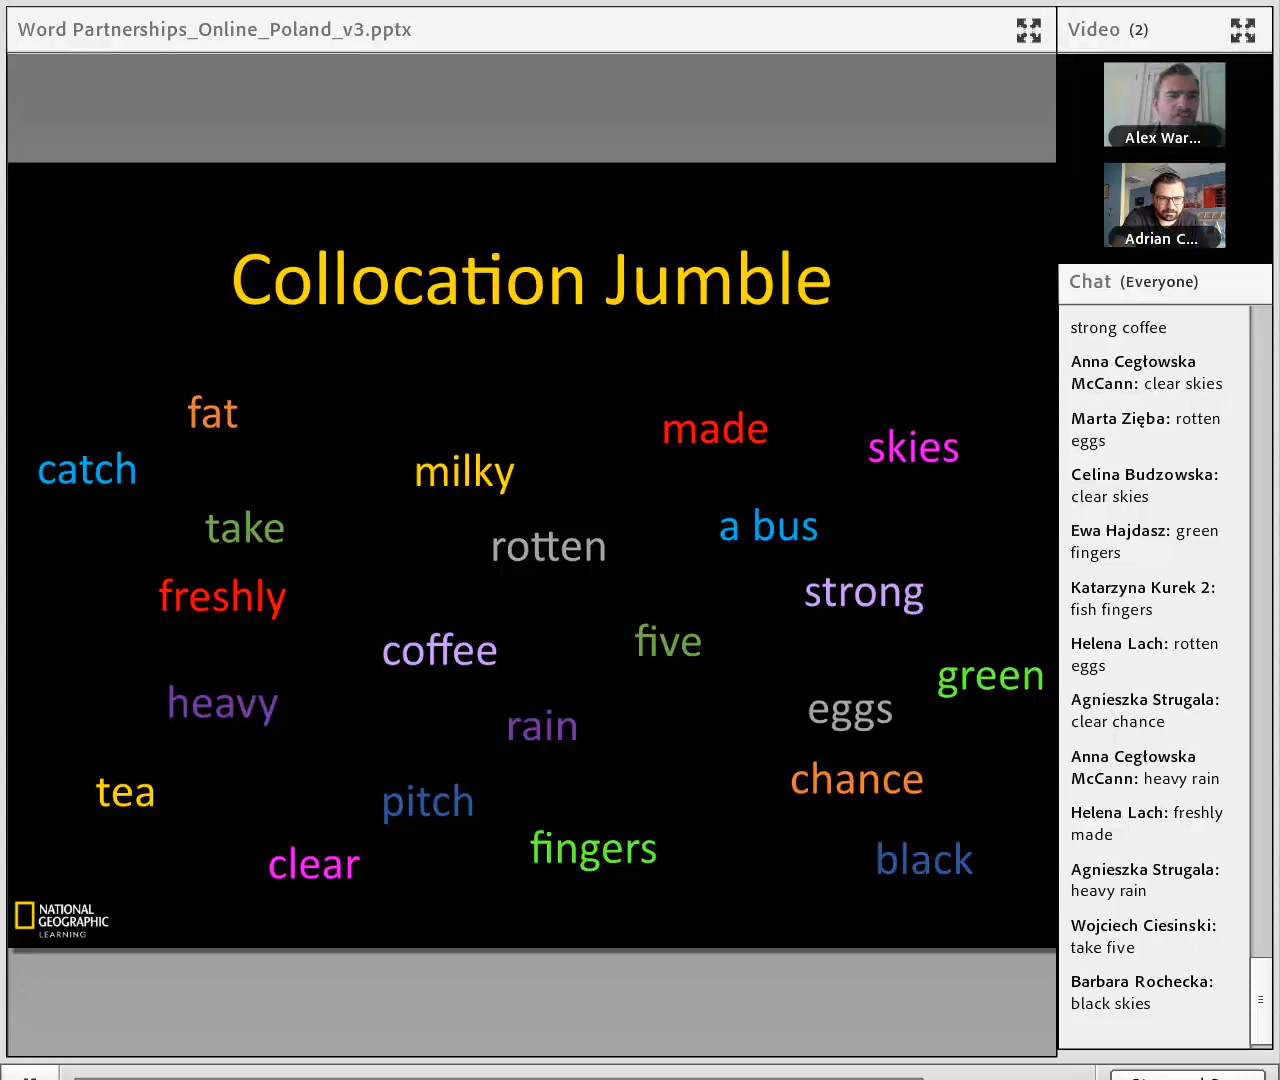 Word Partnerships_Online_Poland_v3.pptx
Video (2)
Alex War...
Adrian C...
Collocation Jumble
fat
made
skies
catch
milky
take
rotten
a bus
freshly
strong
coffee
five
green
heavy
rain
eggs
tea
pitch
chance
clear
fingers
black
NATIONAL
GEOGRAPHIC
LEARNING
Chat (Everyone)
strong coffee
Anna Cegłowska
McCann: clear skies
Marta Zięba: rotten
eggs
Celina Budzowska:
clear skies
Ewa Hajdasz: green
fingers
Katarzyna Kurek 2:
fish fingers
Helena Lach: rotten
eggs
Agnieszka Strugala:
clear chance
Anna Cegłowska
McCann: heavy rain
Helena Lach: freshly
made
Agnieszka Strugala:
heavy rain
Wojciech Ciesinski:
take five
Barbara Rochecka:
black skies